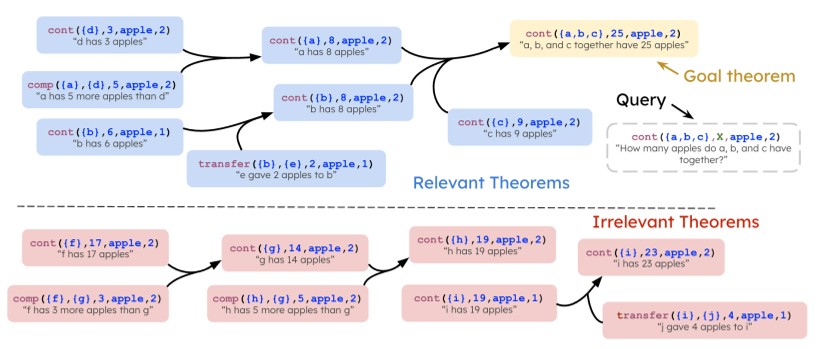 cont({d},3,apple,2)
"d has 3 apples"
cont({a},8,apple,2)
"a has 8 apples"
cont({a,b,c},25,apple,2)
"a, b, and c together have 25 apples"
Goal theorem
comp({a},{d},5,apple,2)
"a has 5 more apples than d"
cont({b},8,apple,2)
"b has 8 apples"
Query
cont({b},6,apple,1)
"b has 6 apples"
cont({c},9,apple,2)
"c has 9 apples"
cont({a,b,c},X,apple,2)
"How many apples do a, b, and c have
together?"
transfer({b},{e},2,apple,1)
"e gave 2 apples to b"
Relevant Theorems
Irrelevant Theorems
cont({f},17,apple,2)
"f has 17 apples"
cont({g},14,apple,2)
"g has 14 apples"
cont({h},19,apple,2)
"h has 19 apples"
cont({i},23,apple,2)
"i has 23 apples"
comp({f},{g},3,apple,2)
"f has 3 more apples than g"
comp({h},{g},5,apple,2)
"h has 5 more apples than g"
cont({i},19,apple,1)
"i has 19 apples"
transfer({i},{j},4,apple,1)
"j gave 4 apples to i"